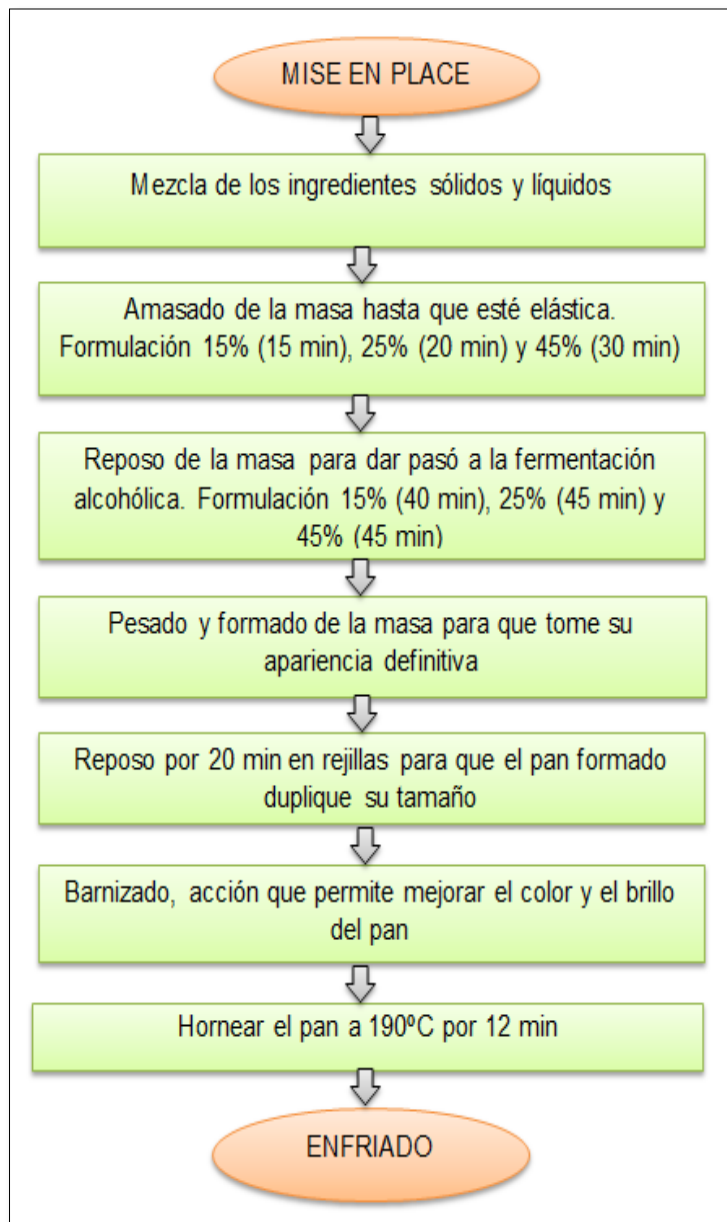 MISE EN PLACE
Mezcla de los ingredientes sólidos y líquidos
Amasado de la masa hasta que esté elástica.
Formulación 15% (15 min), 25% (20 min) y 45% (30 min)
Reposo de la masa para dar pasó a la fermentación
alcohólica. Formulación 15% (40 min), 25% (45 min) y
45% (45 min)
Pesado y formado de la masa para que tome su
apariencia definitiva
Reposo por 20 min en rejillas para que el pan formado
duplique su tamaño
Barnizado, acción que permite mejorar el color y el brillo
del pan
Hornear el pan a 190ºC por 12 min
ENFRIADO